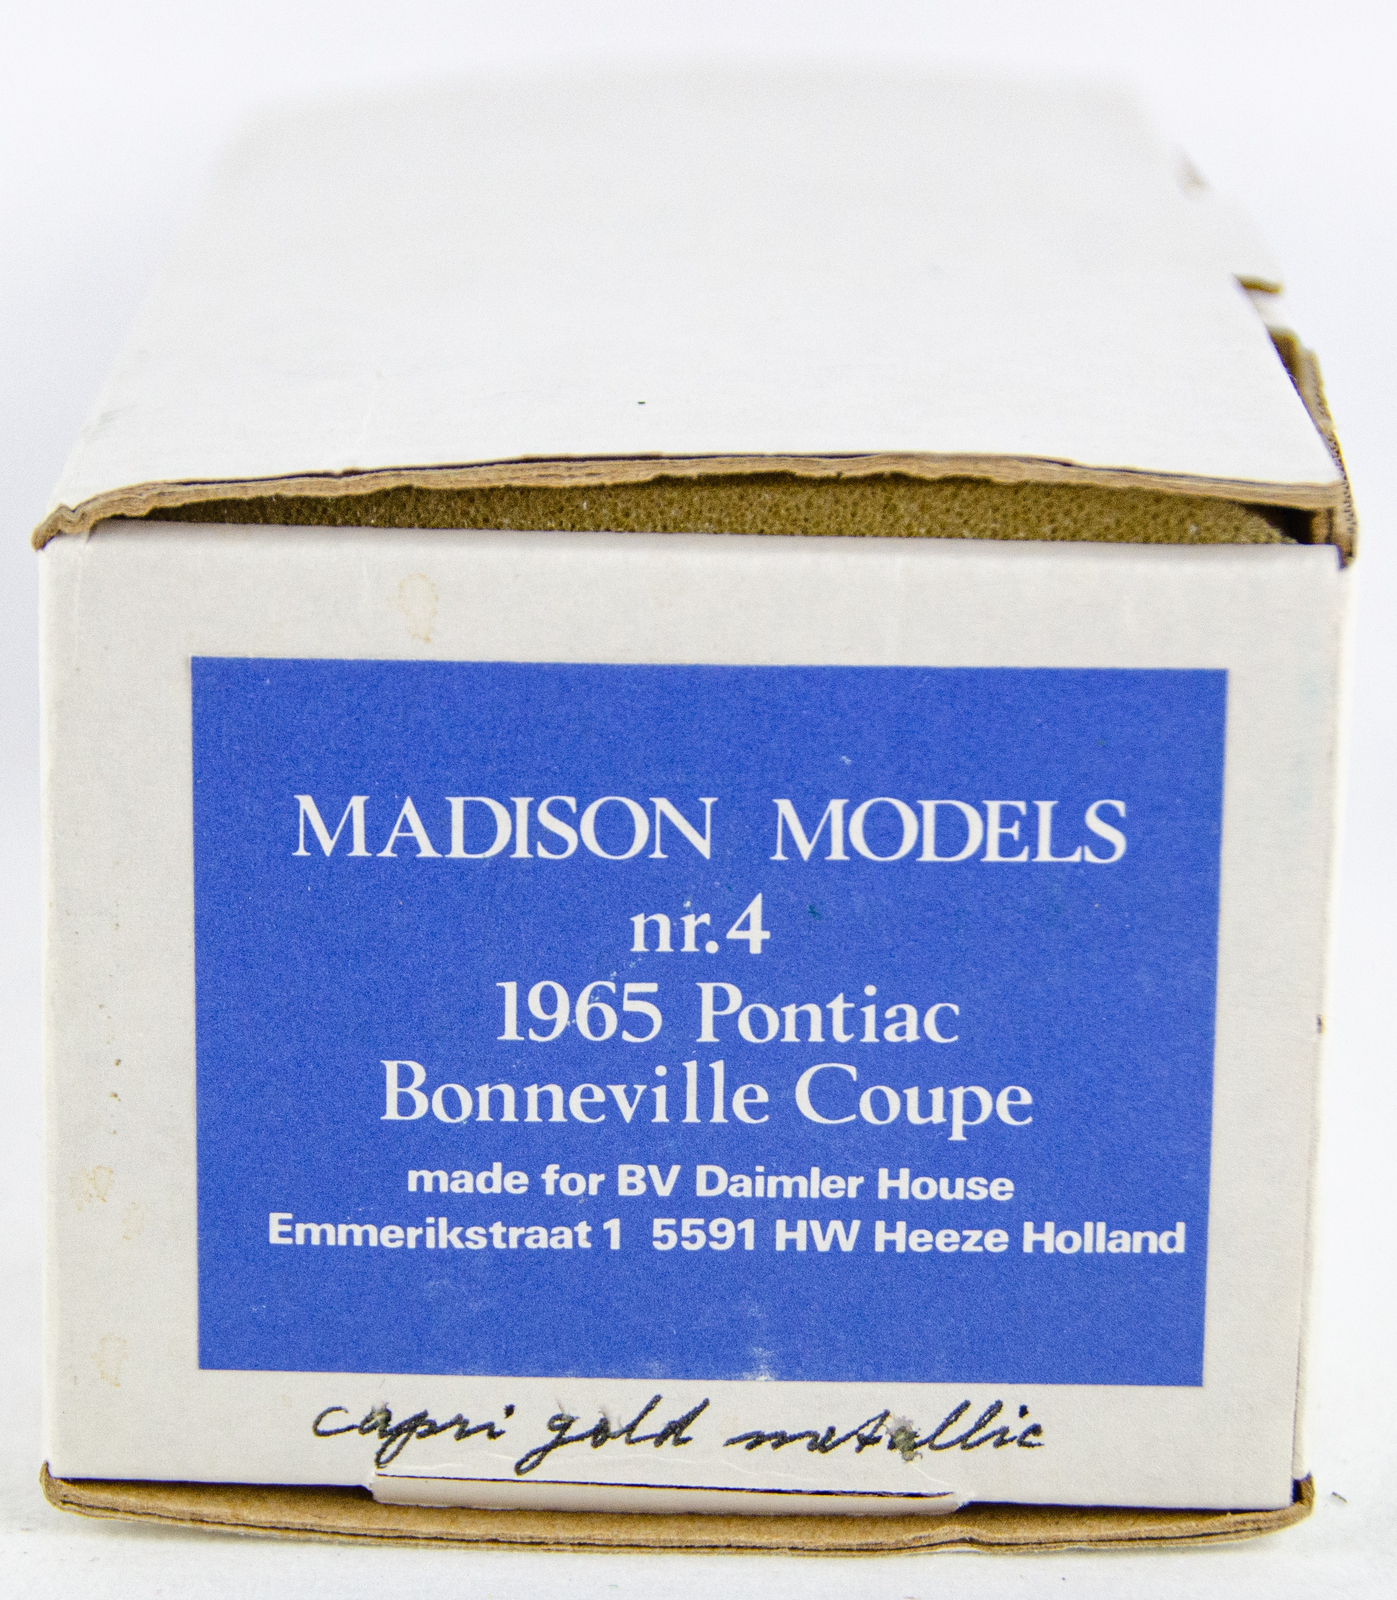 MADISON MODELS
nr.4
1965 Pontiac
Bonneville Coupe
made for BV Daimler House
Emmerikstraat 1 5591 HW Heeze Holland
capri gold metallic